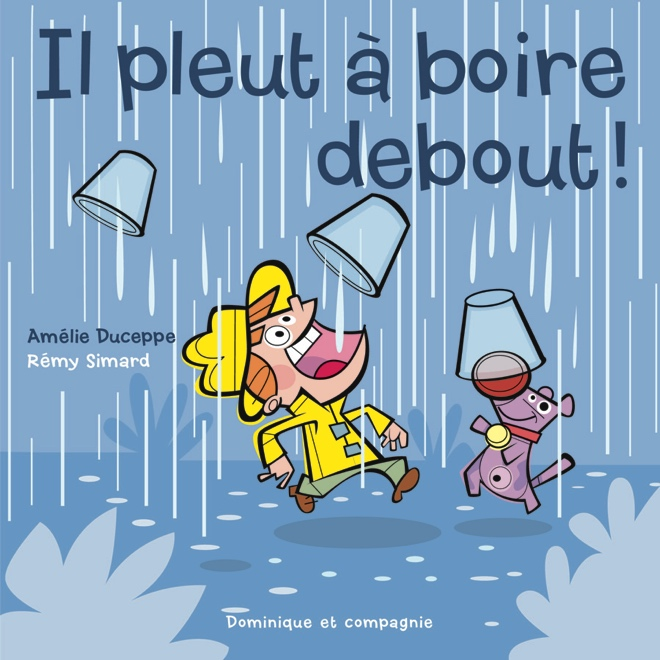 Il pleut à boire
debout!
Amélie Duceppe
Rémy Simard
Dominique et compagnie